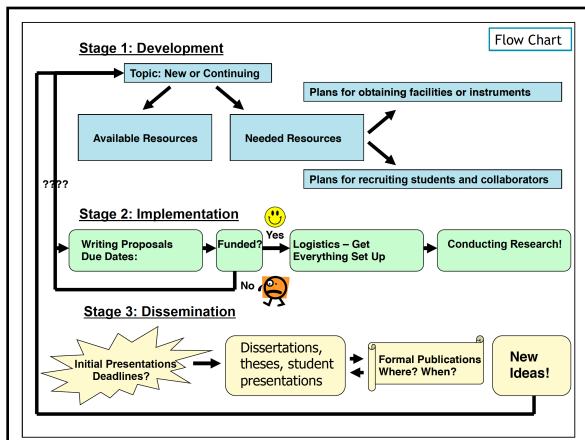 Flow Chart
Stage 1: Development
Topic: New or Continuing
Plans for obtaining facilities or instruments
Available Resources
Needed Resources
Plans for recruiting students and collaborators
????
Stage 2: Implementation
Yes
Writing Proposals
Due Dates:
Funded?
Logistics – Get
Everything Set Up
Conducting Research!
No
Stage 3: Dissemination
Initial Presentations
Deadlines?
Dissertations,
theses, student
presentations
Formal Publications
Where? When?
New
Ideas!